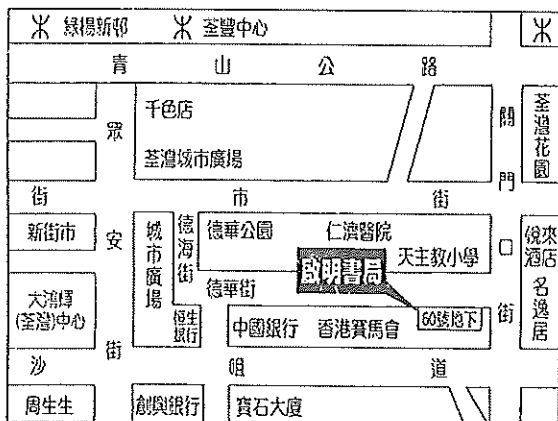 綠楊新邨 荃豐中心
青山公路
千色店
荃灣城市廣場
眾安街
關門口街
荃灣花園
街市街
新街市
城市廣場
德海街
德華公園 仁濟醫院
天主教小學
悅來酒店
名逸居
啟明書局
德華街
大鴻輝
(荃灣)中心
恒生
銀行
中國銀行 香港賽馬會
60號地下
沙咀道
周生生
創興銀行
寶石大廈